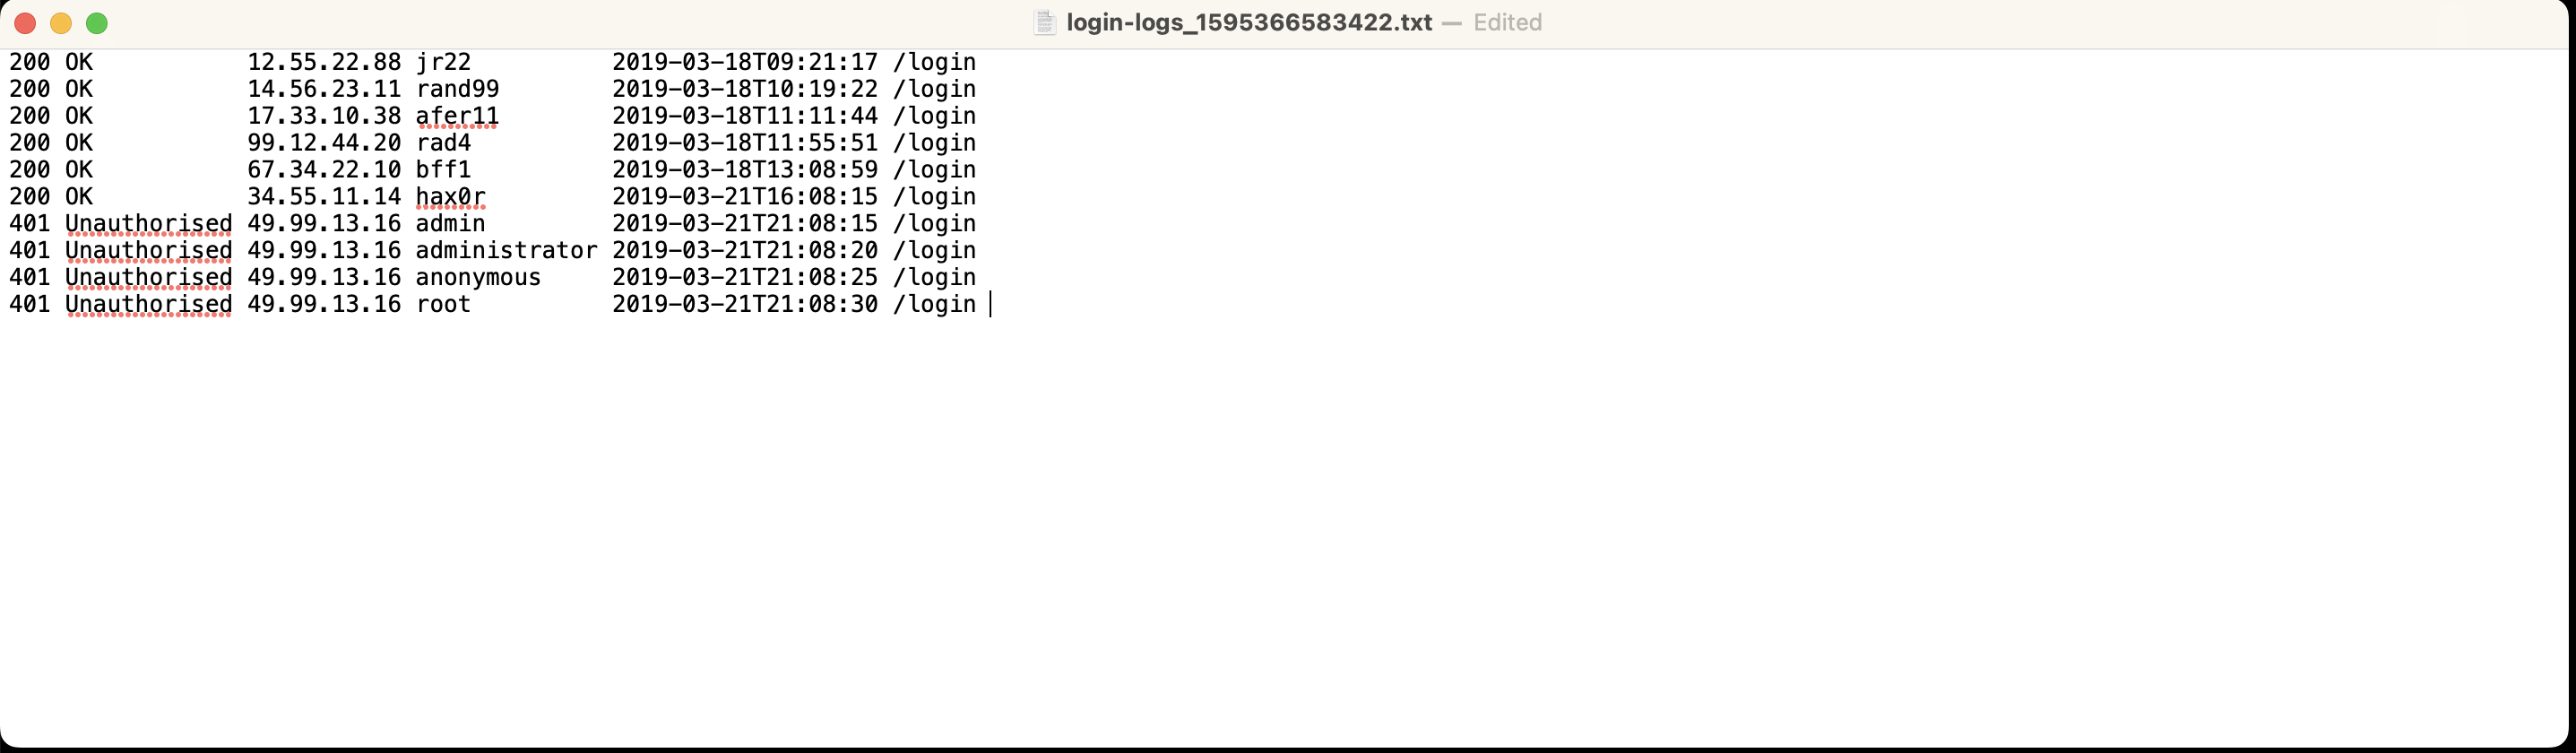 login-logs_1595366583422.txt — Edited
200 OK           12.55.22.88 jr22          2019-03-18T09:21:17 /login
200 OK           14.56.23.11 rand99        2019-03-18T10:19:22 /login
200 OK           17.33.10.38 afer11        2019-03-18T11:11:44 /login
200 OK           99.12.44.20 rad4          2019-03-18T11:55:51 /login
200 OK           67.34.22.10 bff1          2019-03-18T13:08:59 /login
200 OK           34.55.11.14 hax0r         2019-03-21T16:08:15 /login
401 Unauthorised 49.99.13.16 admin         2019-03-21T21:08:15 /login
401 Unauthorised 49.99.13.16 administrator 2019-03-21T21:08:20 /login
401 Unauthorised 49.99.13.16 anonymous     2019-03-21T21:08:25 /login
401 Unauthorised 49.99.13.16 root          2019-03-21T21:08:30 /login